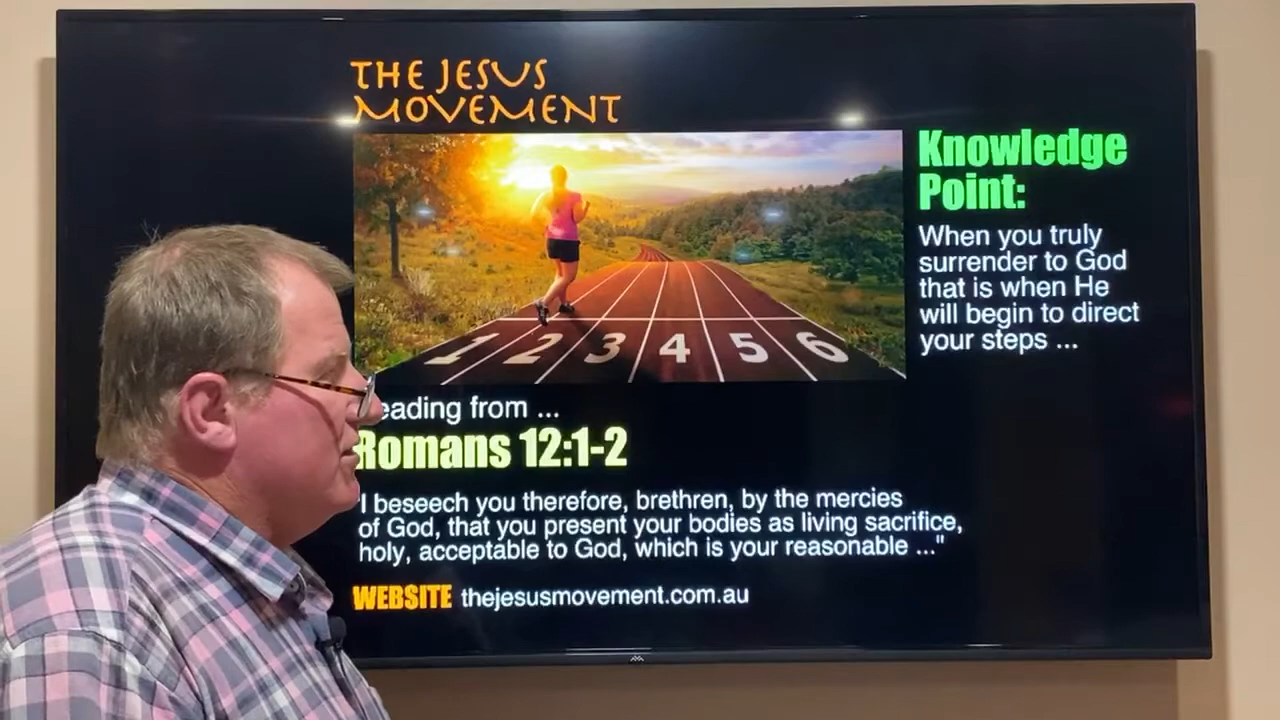 THE JESUS
MOVEMENT
Knowledge
Point:
When you truly
surrender to God
that is when He
will begin to direct
your steps ...
1 2 3 4 5 6
eading from ...
Romans 12:1-2
"I beseech you therefore, brethren, by the mercies
of God, that you present your bodies as living sacrifice,
holy, acceptable to God, which is your reasonable ..."
WEBSITE thejesusmovement.com.au